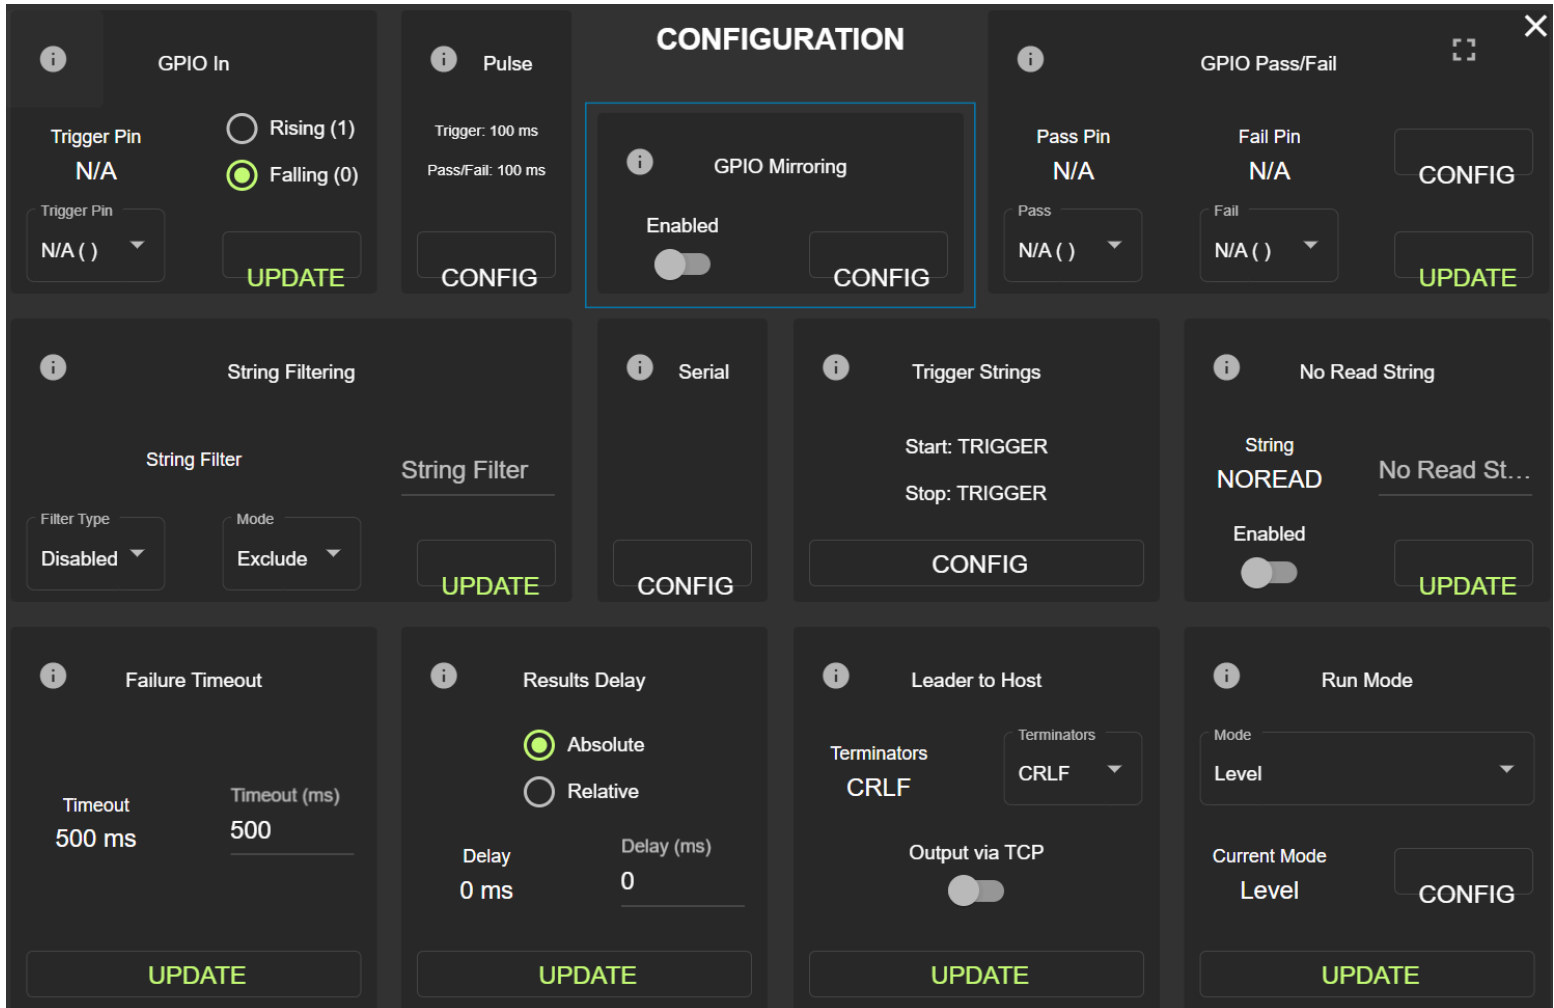 CONFIGURATION
GPIO In
Trigger Pin
N/A
Rising (1)
Falling (0)
Trigger Pin
N/A ( )
UPDATE
Pulse
Trigger: 100 ms
Pass/Fail: 100 ms
CONFIG
GPIO Mirroring
Enabled
CONFIG
GPIO Pass/Fail
Pass Pin
N/A
Fail Pin
N/A
CONFIG
Pass
N/A ( )
Fail
N/A ( )
UPDATE
String Filtering
String Filter
String Filter
Filter Type
Disabled
Mode
Exclude
UPDATE
Serial
CONFIG
Trigger Strings
Start: TRIGGER
Stop: TRIGGER
CONFIG
No Read String
String
NOREAD
No Read St...
Enabled
UPDATE
Failure Timeout
Timeout
500 ms
Timeout (ms)
500
UPDATE
Results Delay
Absolute
Relative
Delay
0 ms
Delay (ms)
0
UPDATE
Leader to Host
Terminators
CRLF
Terminators
CRLF
Output via TCP
UPDATE
Run Mode
Mode
Level
Current Mode
Level
CONFIG
UPDATE